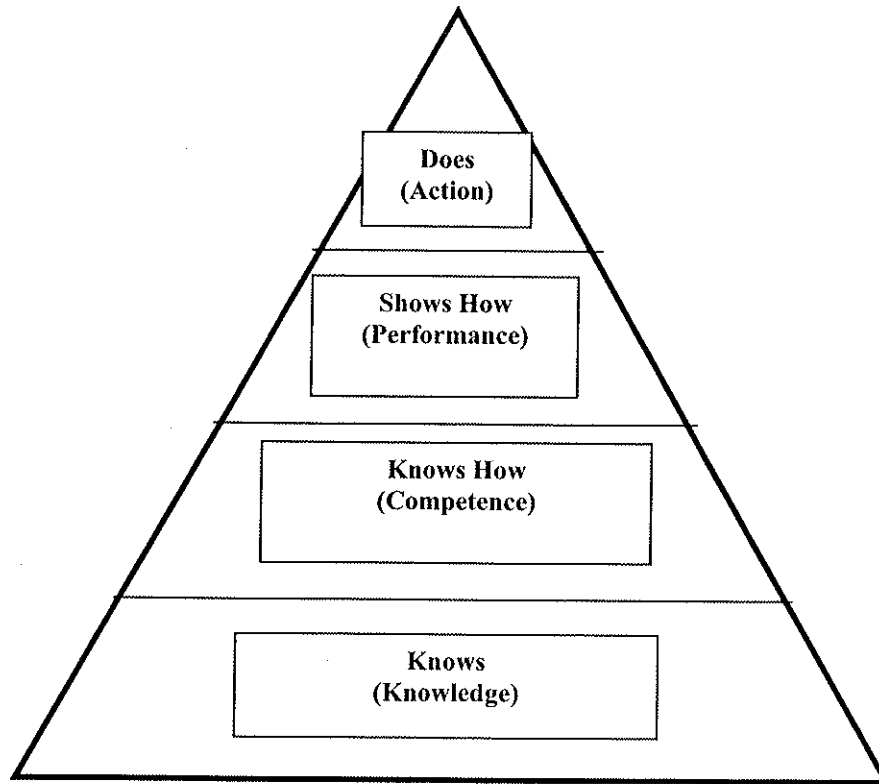 Does
(Action)
Shows How
(Performance)
Knows How
(Competence)
Knows
(Knowledge)